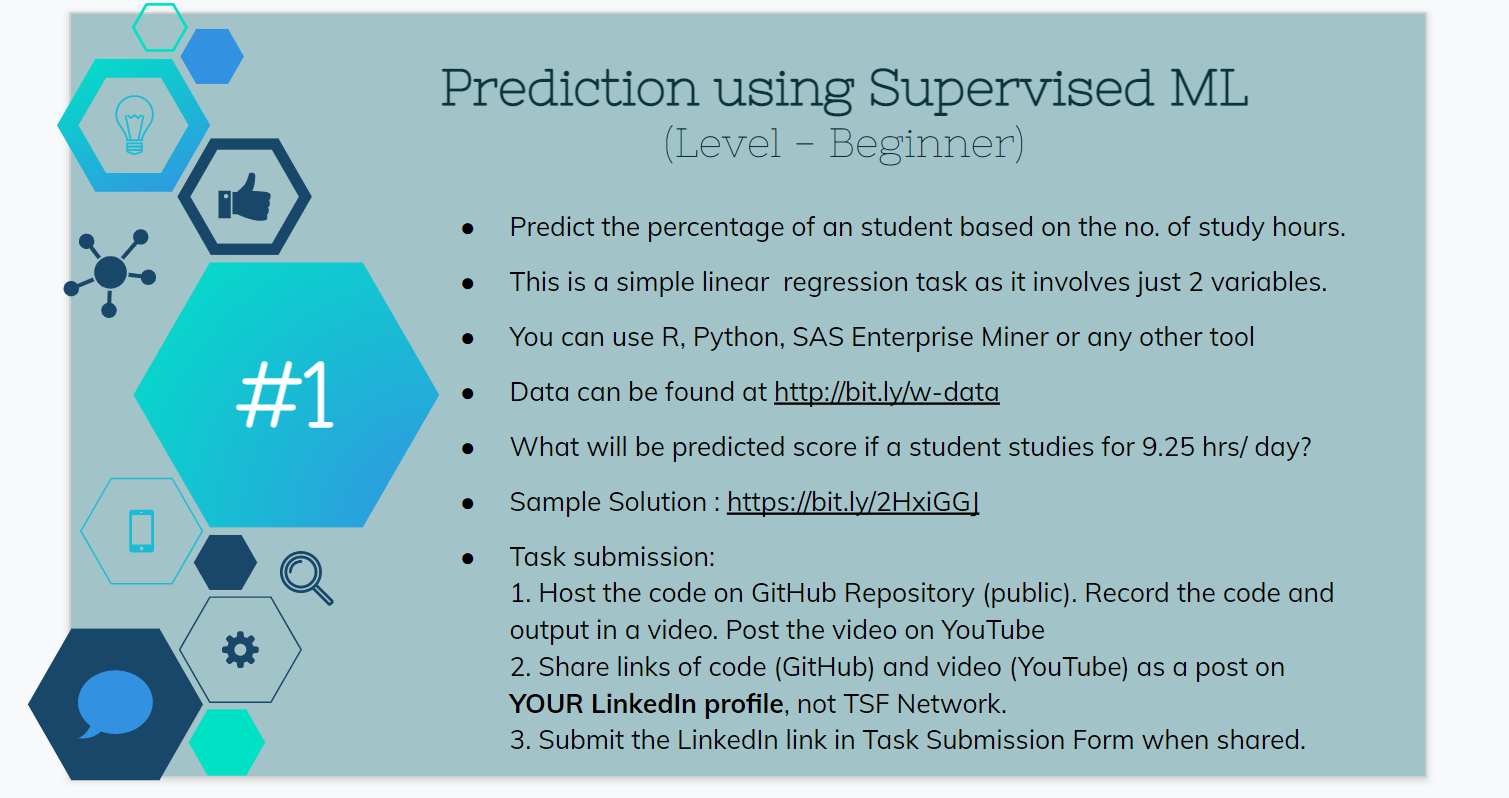 Prediction using Supervised ML
(Level - Beginner)
#1
● Predict the percentage of an student based on the no. of study hours.
● This is a simple linear  regression task as it involves just 2 variables.
● You can use R, Python, SAS Enterprise Miner or any other tool
● Data can be found at http://bit.ly/w-data
● What will be predicted score if a student studies for 9.25 hrs/ day?
● Sample Solution : https://bit.ly/2HxiGGJ
● Task submission:
1. Host the code on GitHub Repository (public). Record the code and
output in a video. Post the video on YouTube
2. Share links of code (GitHub) and video (YouTube) as a post on
YOUR LinkedIn profile, not TSF Network.
3. Submit the LinkedIn link in Task Submission Form when shared.